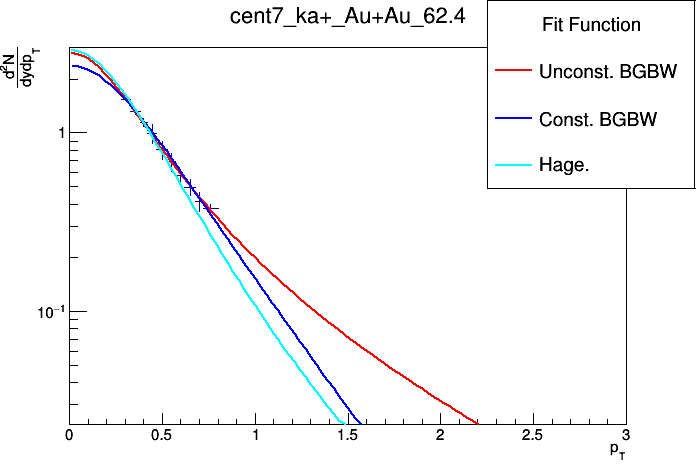 cent7_ka+_Au+Au_62.4
Fit Function
Unconst. BGBW
Const. BGBW
Hage.
d²N
dydp_T
1
10⁻¹
0 0.5 1 1.5 2 2.5 3
p_T